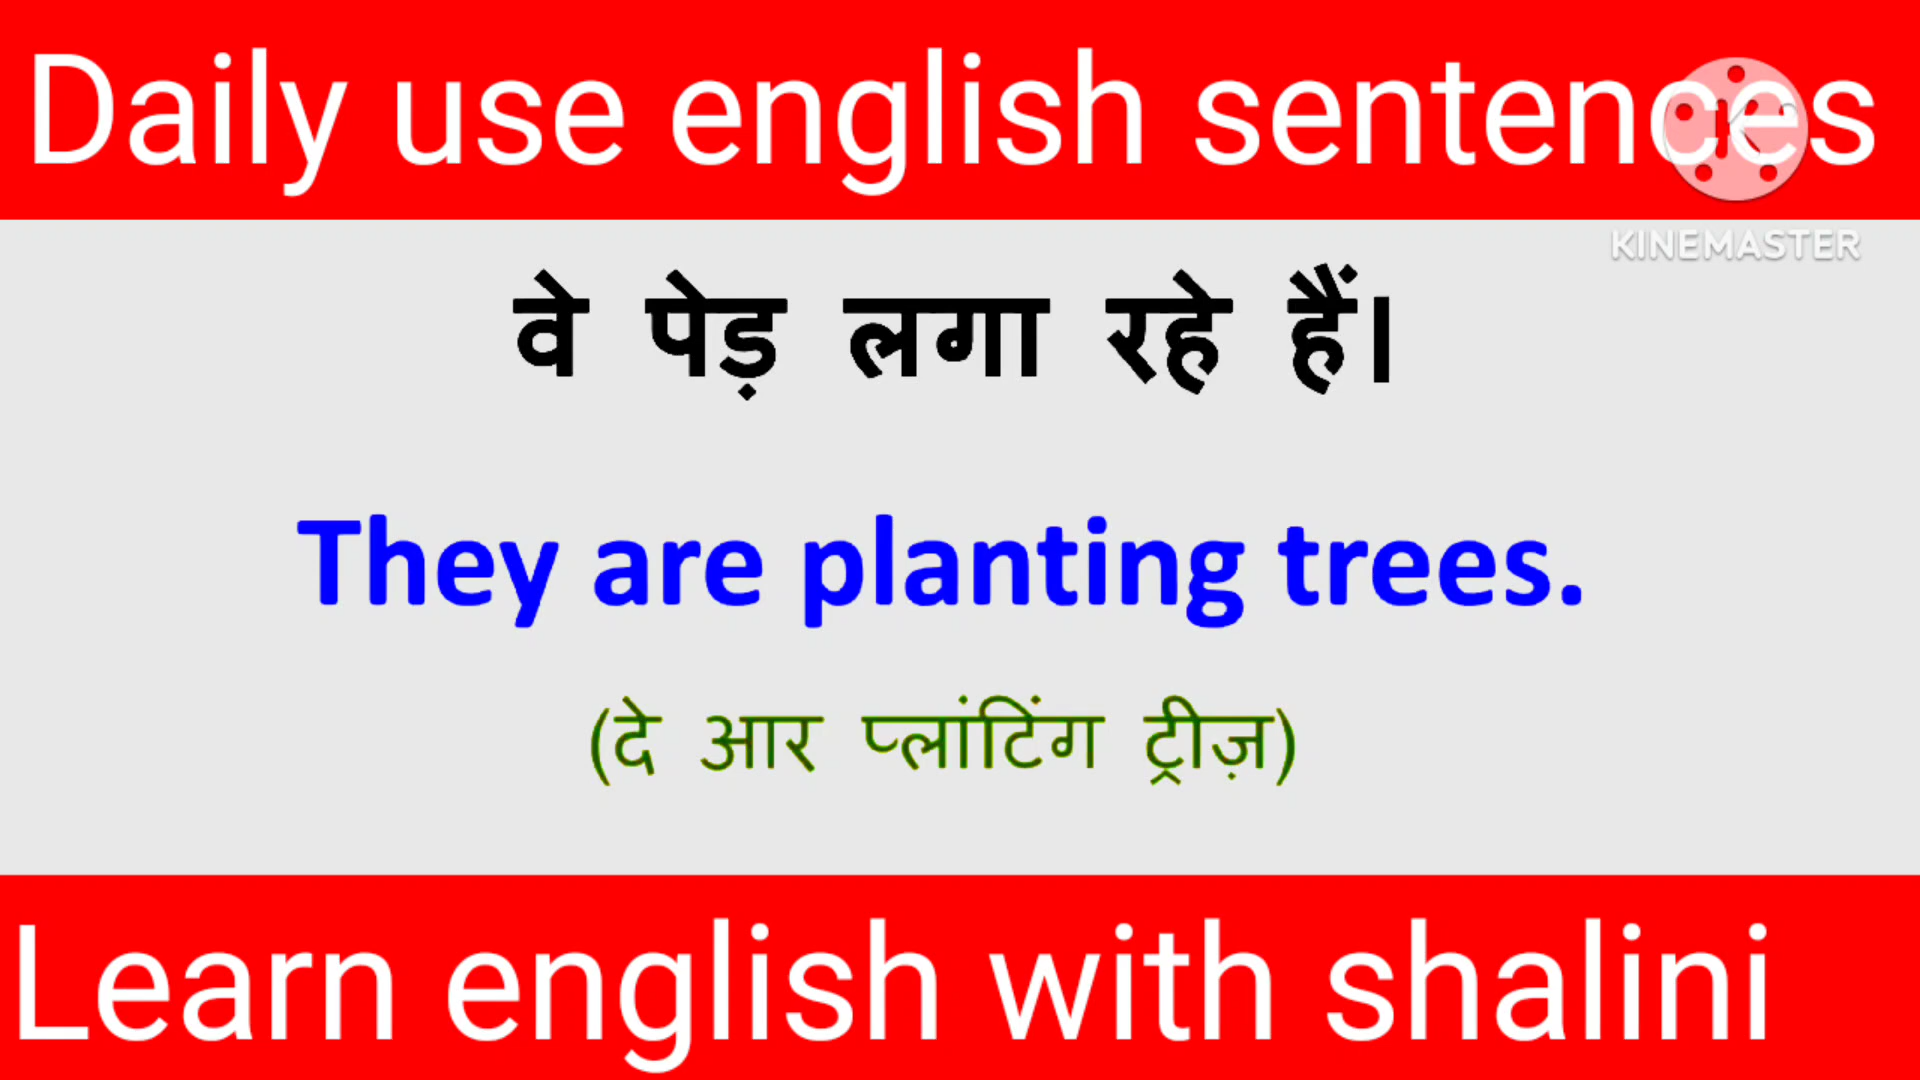 Daily use english sentences
KINEMASTER
वे पेड़ लगा रहे हैं।
They are planting trees.
(दे आर प्लांटिंग ट्रीज़)
Learn english with shalini